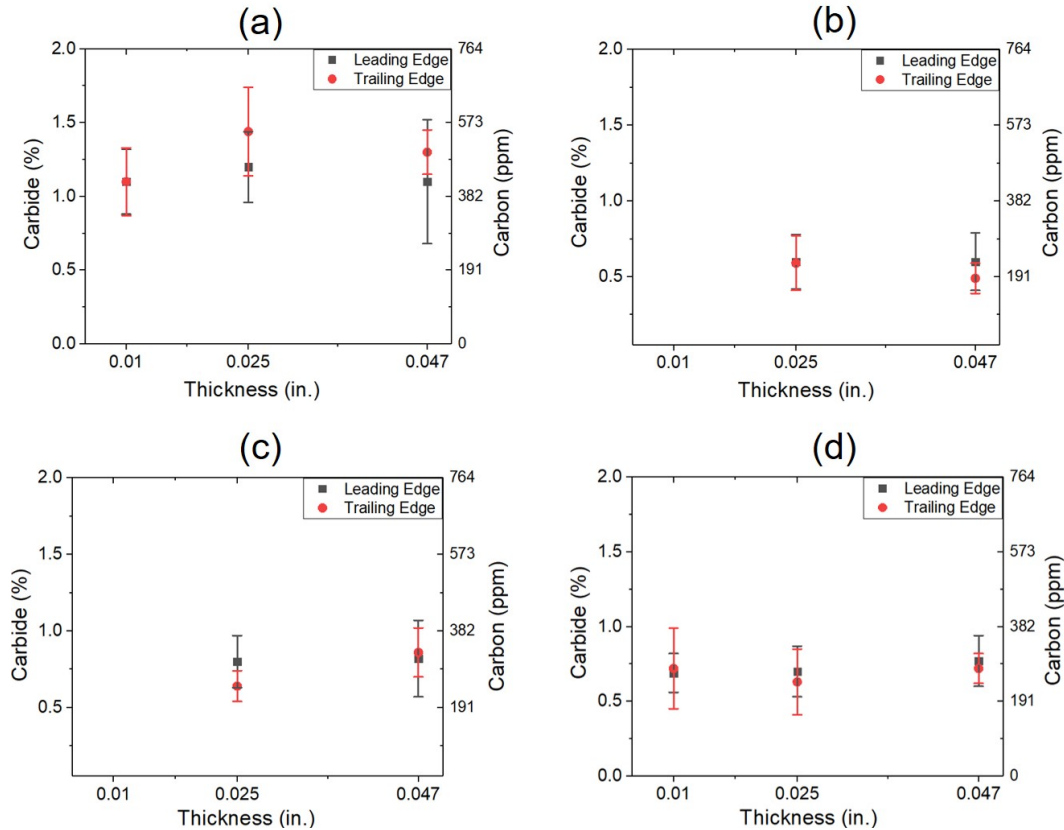 (a)
Leading Edge
Trailing Edge
Carbide (%)
2.0
1.5
1.0
0.5
0.0
764
573
382
191
0
Carbon (ppm)
0.01 0.025 0.047
Thickness (in.)
(b)
Leading Edge
Trailing Edge
Carbide (%)
2.0
1.5
1.0
0.5
764
573
382
191
Carbon (ppm)
0.01 0.025 0.047
Thickness (in.)
(c)
Leading Edge
Trailing Edge
Carbide (%)
2.0
1.5
1.0
0.5
764
573
382
191
Carbon (ppm)
0.01 0.025 0.047
Thickness (in.)
(d)
Leading Edge
Trailing Edge
Carbide (%)
2.0
1.5
1.0
0.5
0.0
764
573
382
191
0
Carbon (ppm)
0.01 0.025 0.047
Thickness (in.)